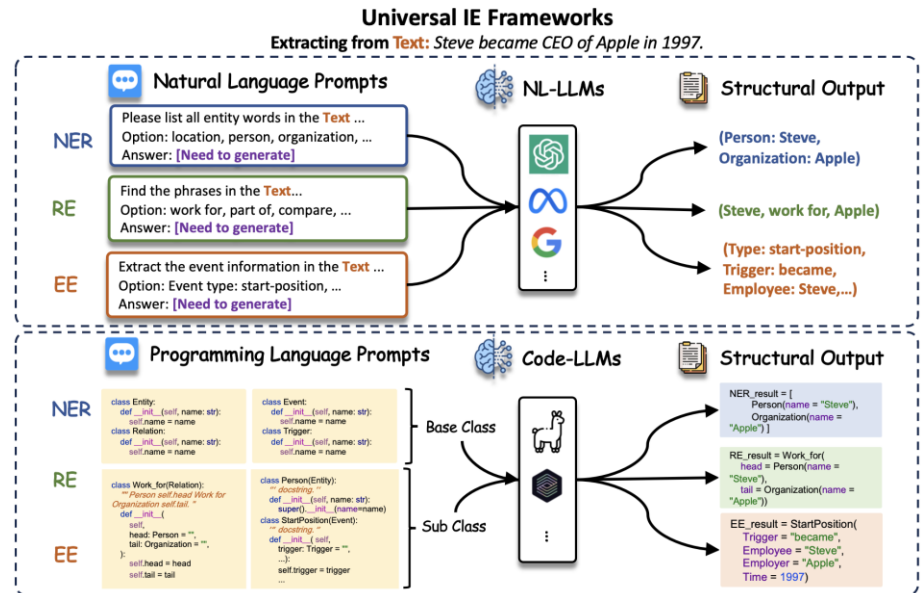 Universal IE Frameworks
Extracting from Text: Steve became CEO of Apple in 1997.
Natural Language Prompts
NL-LLMs
Structural Output
NER
Please list all entity words in the Text ...
Option: location, person, organization, ...
Answer: [Need to generate]
(Person: Steve,
Organization: Apple)
RE
Find the phrases in the Text...
Option: work for, part of, compare, ...
Answer: [Need to generate]
(Steve, work for, Apple)
EE
Extract the event information in the Text ...
Option: Event type: start-position, ...
Answer: [Need to generate]
(Type: start-position,
Trigger: became,
Employee: Steve,...)
Programming Language Prompts
Code-LLMs
Structural Output
NER
RE
EE
class Entity:
def __init__(self, name: str):
self.name = name
class Relation:
def __init__(self, name: str):
self.name = name
class Event:
def __init__(self, name: str):
self.name = name
class Trigger:
def __init__(self, name: str):
self.name = name
Base Class
class Work_for(Relation):
""" Person self.head Work for
Organization self.tail. "
def __init__(
self,
head: Person = "",
tail: Organization = "",
):
self.head = head
self.tail = tail
class Person(Entity):
"" docstring. ""
def __init__(self, name: str):
super().__init__(name=name)
class StartPosition(Event):
"" docstring. ""
def __init__( self,
trigger: Trigger = "",
...):
self.trigger = trigger
...
Sub Class
NER_result = [
Person(name = "Steve"),
Organization(name =
"Apple") ]
RE_result = Work_for(
head = Person(name =
"Steve"),
tail = Organization(name =
"Apple"))
EE_result = StartPosition(
Trigger = "became",
Employee = "Steve",
Employer = "Apple",
Time = 1997)